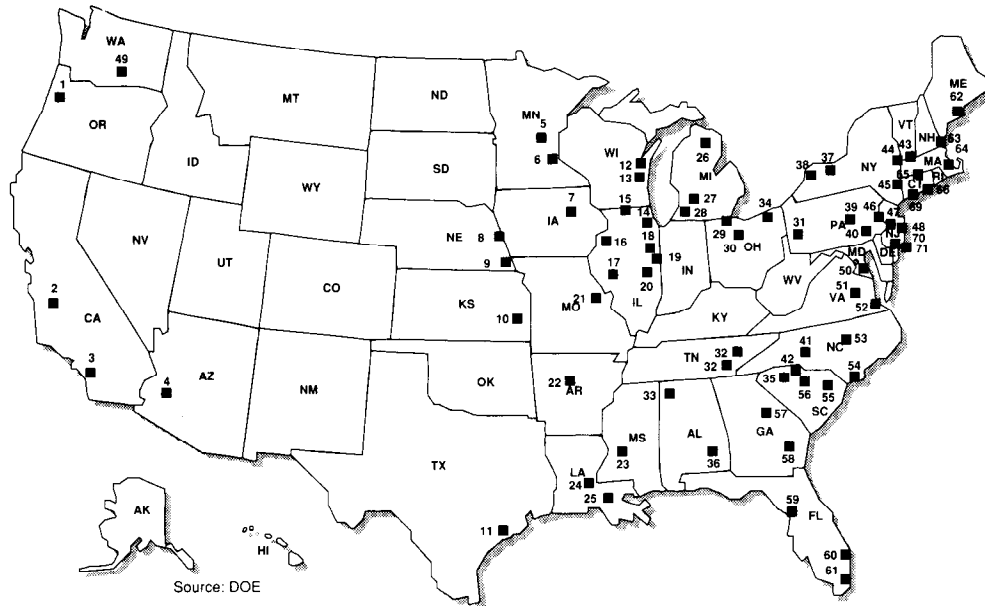 WA
49
1
OR
MT
ID
WY
ND
SD
MN
5
6
WI
12
13
26
MI
27
28
ME
62
VT
NH
63
64
MA
43
44
65
RI
66
CT
45
69
NY
37
38
34
NV
UT
CO
NE
8
9
IA
7
15
14
16
18
17
19
20
IL
IN
29
30
OH
31
PA
39
40
46
47
48
NJ
70
71
DE
MD
50
WV
VA
51
52
2
CA
3
4
AZ
NM
KS
10
MO
21
KY
TN
32
32
41
NC
53
42
35
56
55
54
SC
OK
22
AR
33
MS
23
AL
36
57
GA
58
TX
11
LA
24
25
59
FL
60
61
AK
HI
Source: DOE